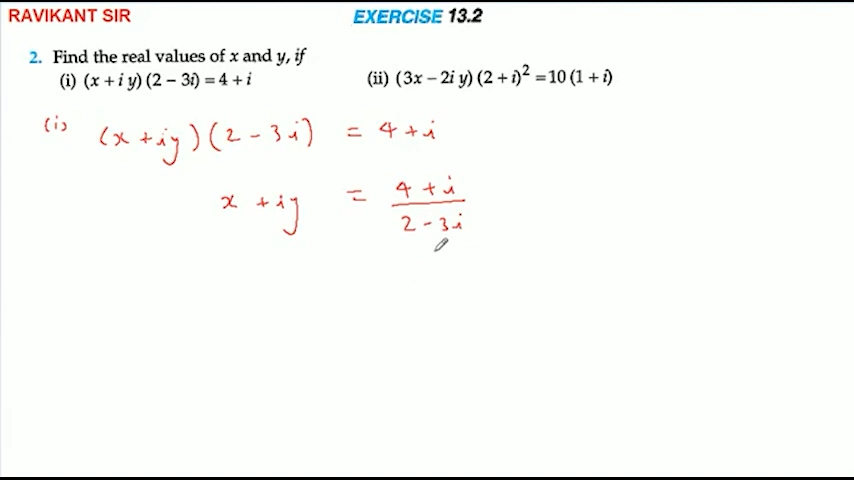 RAVIKANT SIR EXERCISE 13.2
2. Find the real values of x and y, if
(i) (x + i y) (2 – 3i) = 4 + i (ii) (3x – 2i y) (2 + i)² = 10 (1 + i)
(i) (x + iy) (2 - 3i) = 4 + i
x + iy = \frac{4 + i}{2 - 3i}